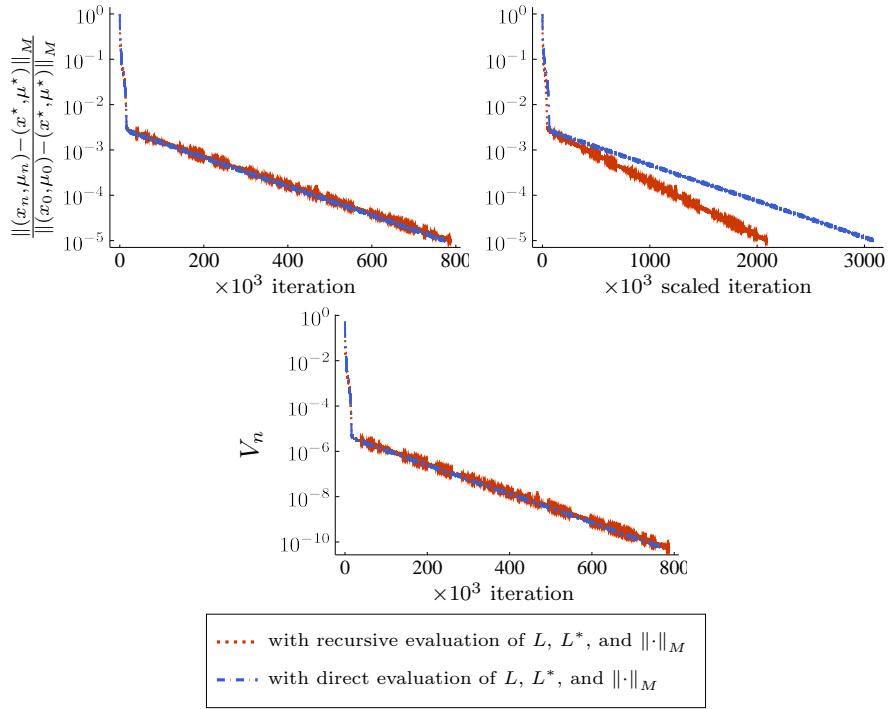 ‖(x_n, μ_n) − (x*, μ*)‖_M
‖(x_0, μ_0) − (x*, μ*)‖_M
10^0
10^−1
10^−2
10^−3
10^−4
10^−5
0 200 400 600 800
×10^3 iteration
10^0
10^−1
10^−2
10^−3
10^−4
10^−5
0 1000 2000 3000
×10^3 scaled iteration
V_n
10^0
10^−2
10^−4
10^−6
10^−8
10^−10
0 200 400 600 800
×10^3 iteration
with recursive evaluation of L, L*, and ‖·‖_M
with direct evaluation of L, L*, and ‖·‖_M